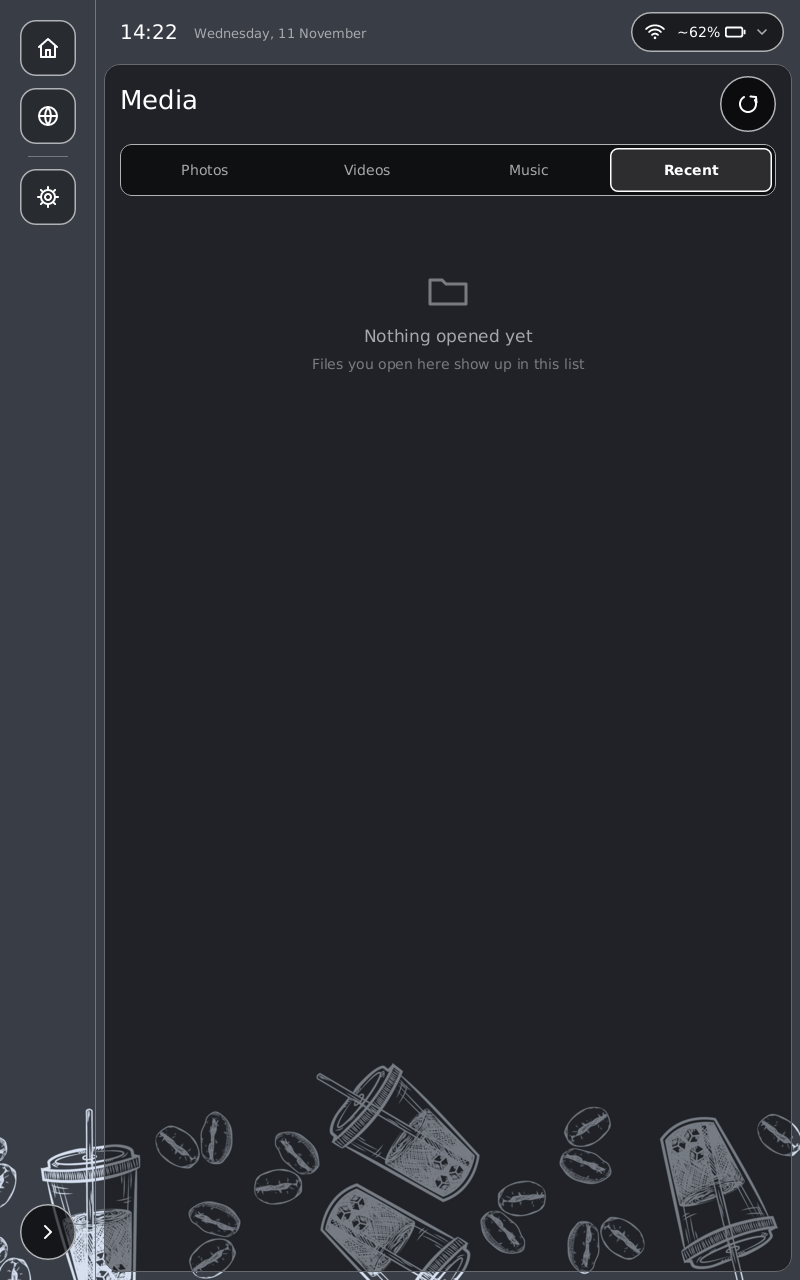 14:22 Wednesday, 11 November ~62%
Media
Photos Videos Music Recent
Nothing opened yet
Files you open here show up in this list